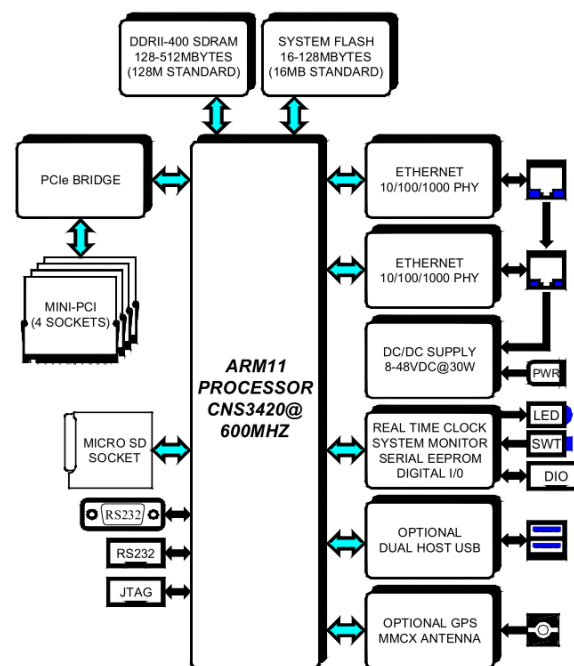 DDRII-400 SDRAM
128-512MBYTES
(128M STANDARD)
SYSTEM FLASH
16-128MBYTES
(16MB STANDARD)
PCIe BRIDGE
MINI-PCI
(4 SOCKETS)
MICRO SD
SOCKET
RS232
RS232
JTAG
ARM11
PROCESSOR
CNS3420@
600MHZ
ETHERNET
10/100/1000 PHY
ETHERNET
10/100/1000 PHY
DC/DC SUPPLY
8-48VDC@30W
PWR
REAL TIME CLOCK
SYSTEM MONITOR
SERIAL EEPROM
DIGITAL I/0
LED
SWT
DIO
OPTIONAL
DUAL HOST USB
OPTIONAL GPS
MMCX ANTENNA